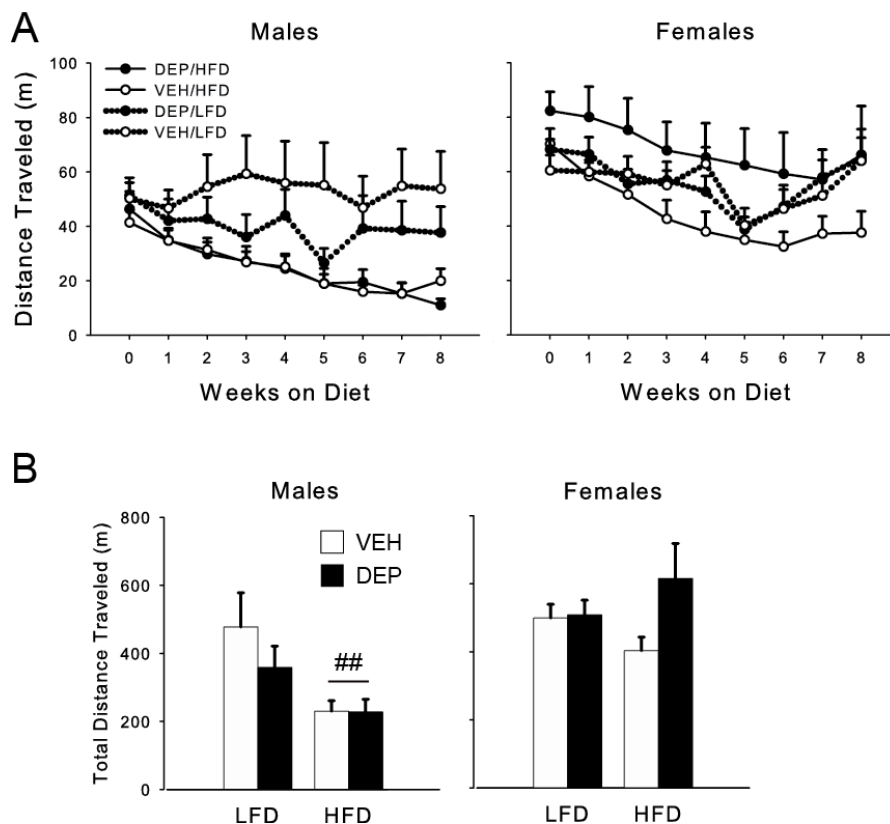 A
Males
Females
DEP/HFD
VEH/HFD
DEP/LFD
VEH/LFD
Distance Traveled (m)
100
80
60
40
20
0
0 1 2 3 4 5 6 7 8
0 1 2 3 4 5 6 7 8
Weeks on Diet
Weeks on Diet
B
Males
Females
VEH
DEP
Total Distance Traveled (m)
800
600
400
200
0
##
LFD HFD
LFD HFD